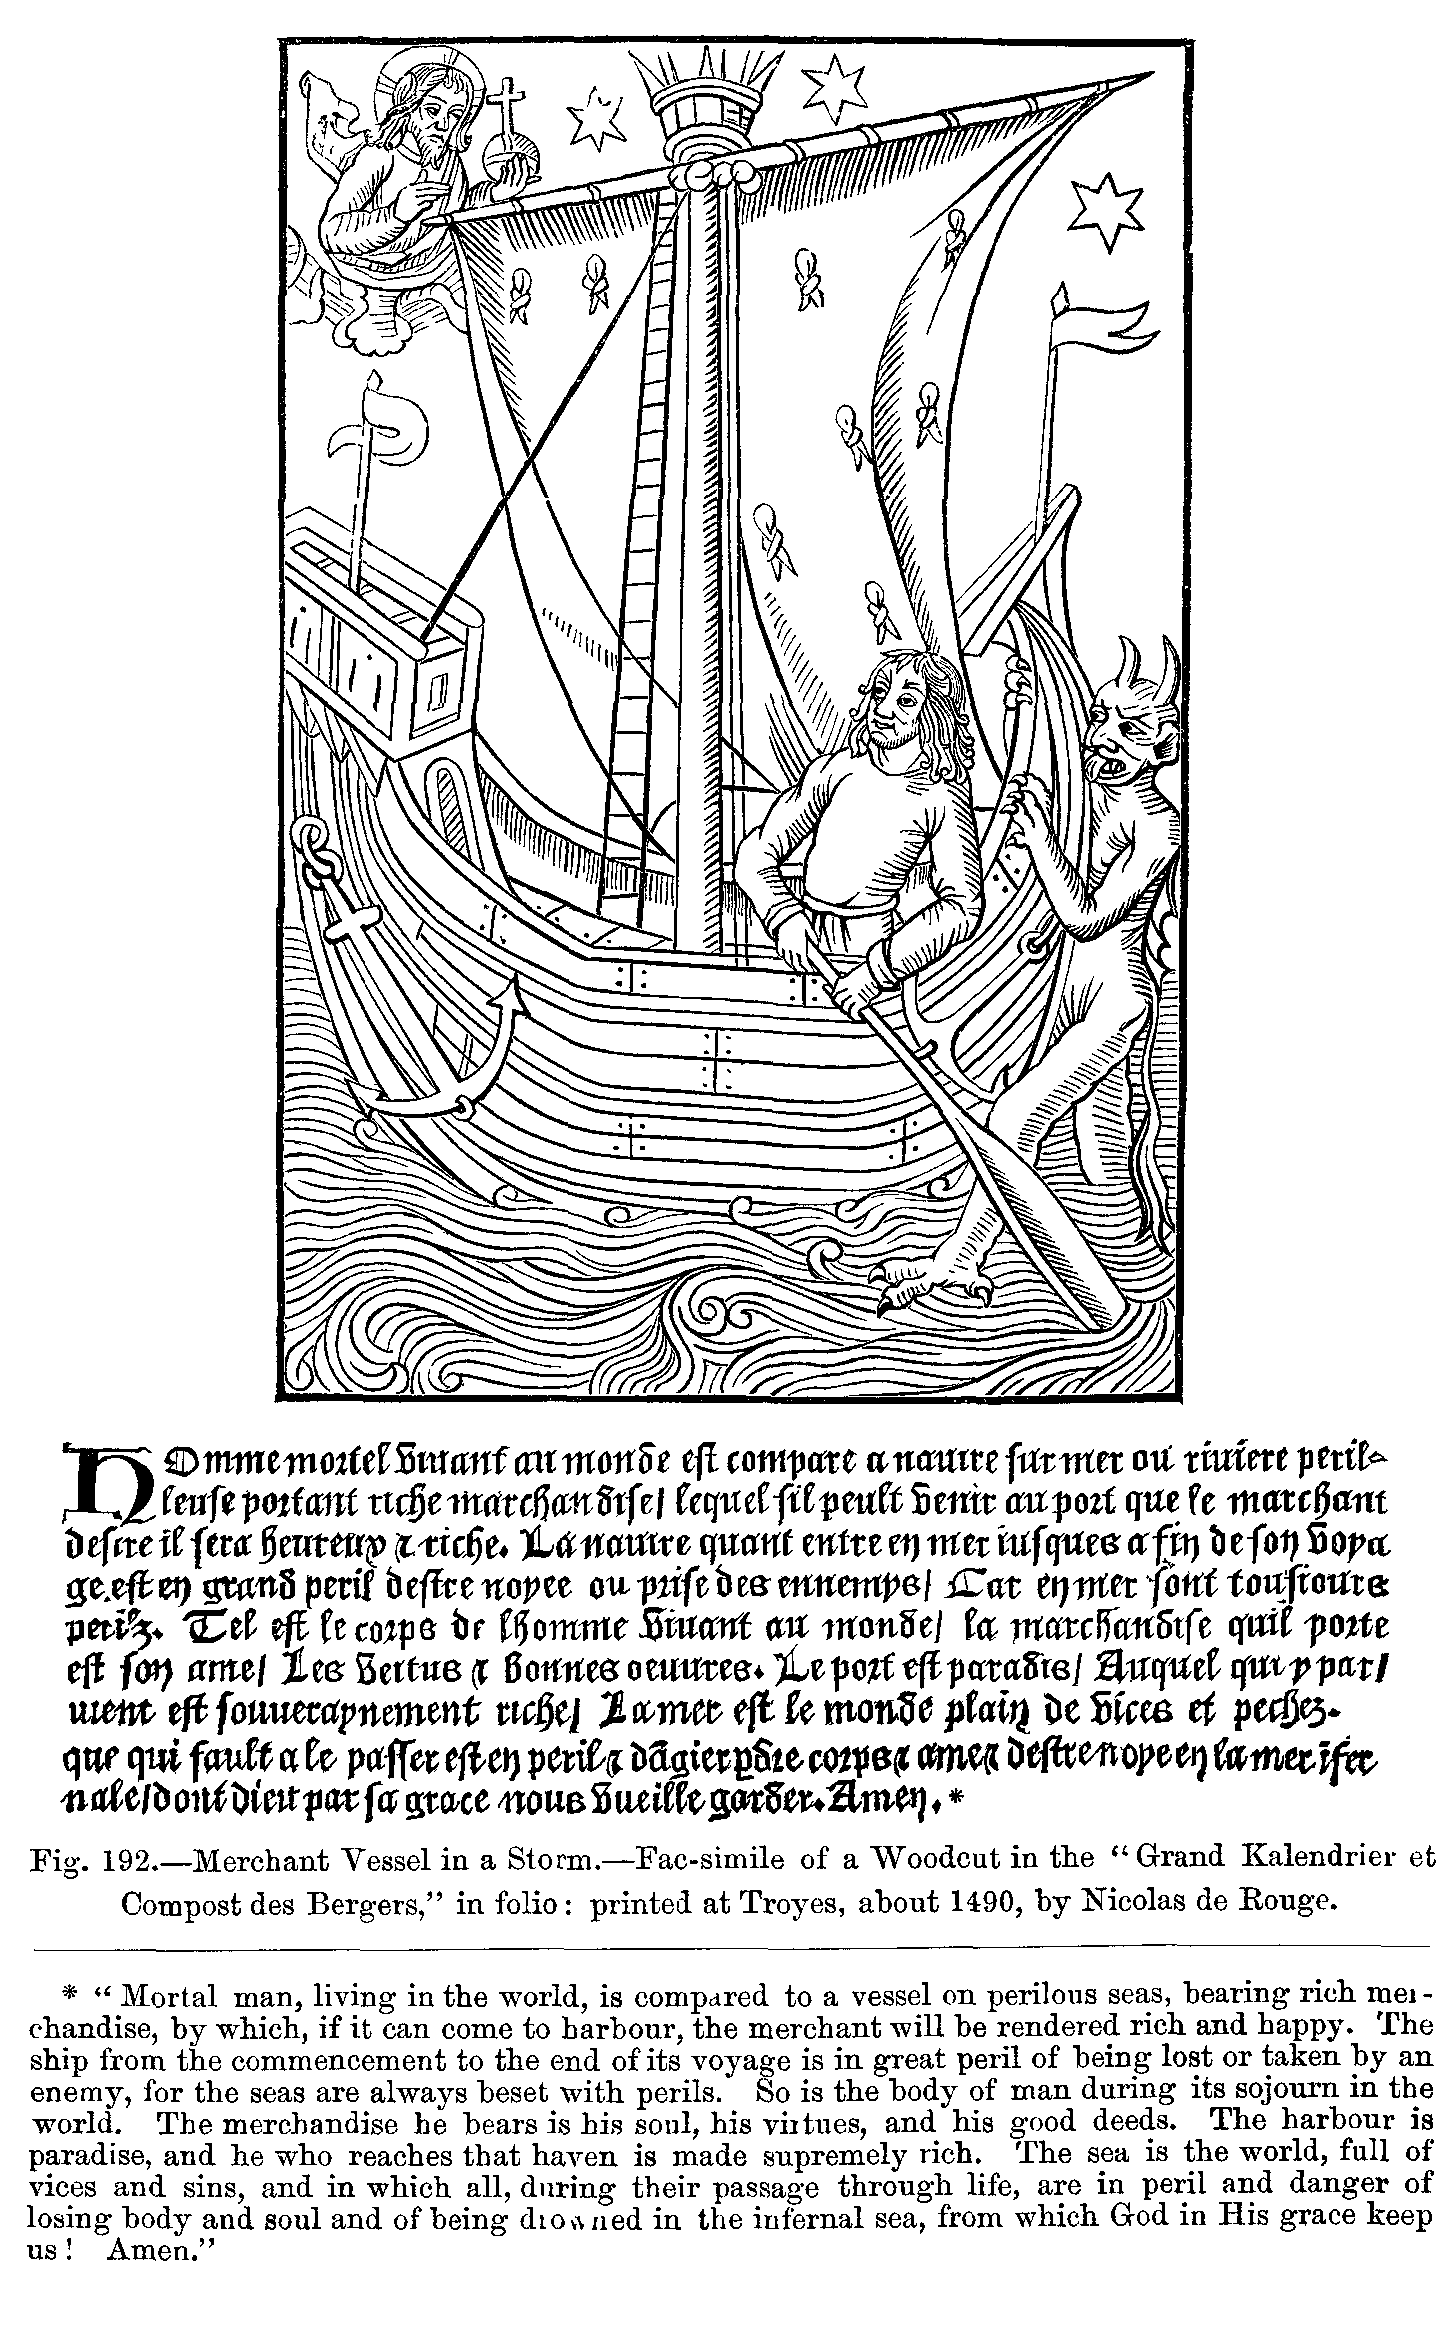 HOmme mortel viuant au monde est compare a nauire sur mer ou riuiere peril-
leuse portant riche marchandise/ lequel sil peult venir au port que le marchant
desire il sera heureux & riche. La nauire quant entre en mer iusques a fin de son voya
ge.est en grand peril destre noyee ou prise des ennemys/ Car en mer sont tousiours
perilz. Tel est le corps de lhomme viuant au monde/ la marchandise quil porte
est son ame/ Les vertus & bonnes oeuures. Le port est paradis/ Auquel qui y par/
uient est souueraynement riche/ La mer est le monde plain de vices et pechez.
que qui fault a le passer est en peril & dāgier ꝑdre corps & ame & destre noye en la mer īfer
nale/dont dieu par sa grace nous vueille garder. Amen.*
Fig. 192.—Merchant Vessel in a Storm.—Fac-simile of a Woodcut in the “Grand Kalendrier et
Compost des Bergers,” in folio: printed at Troyes, about 1490, by Nicolas de Rouge.
* “Mortal man, living in the world, is compared to a vessel on perilous seas, bearing rich mer-
chandise, by which, if it can come to harbour, the merchant will be rendered rich and happy. The
ship from the commencement to the end of its voyage is in great peril of being lost or taken by an
enemy, for the seas are always beset with perils. So is the body of man during its sojourn in the
world. The merchandise he bears is his soul, his virtues, and his good deeds. The harbour is
paradise, and he who reaches that haven is made supremely rich. The sea is the world, full of
vices and sins, and in which all, during their passage through life, are in peril and danger of
losing body and soul and of being drowned in the infernal sea, from which God in His grace keep
us! Amen.”